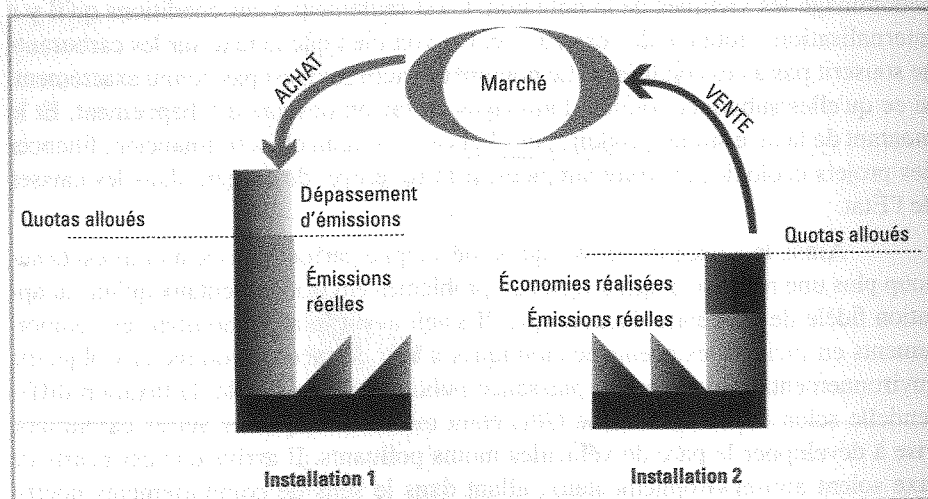 ACHAT
Marché
VENTE
Quotas alloués
Dépassement
d'émissions
Émissions
réelles
Quotas alloués
Économies réalisées
Émissions réelles
Installation 1
Installation 2